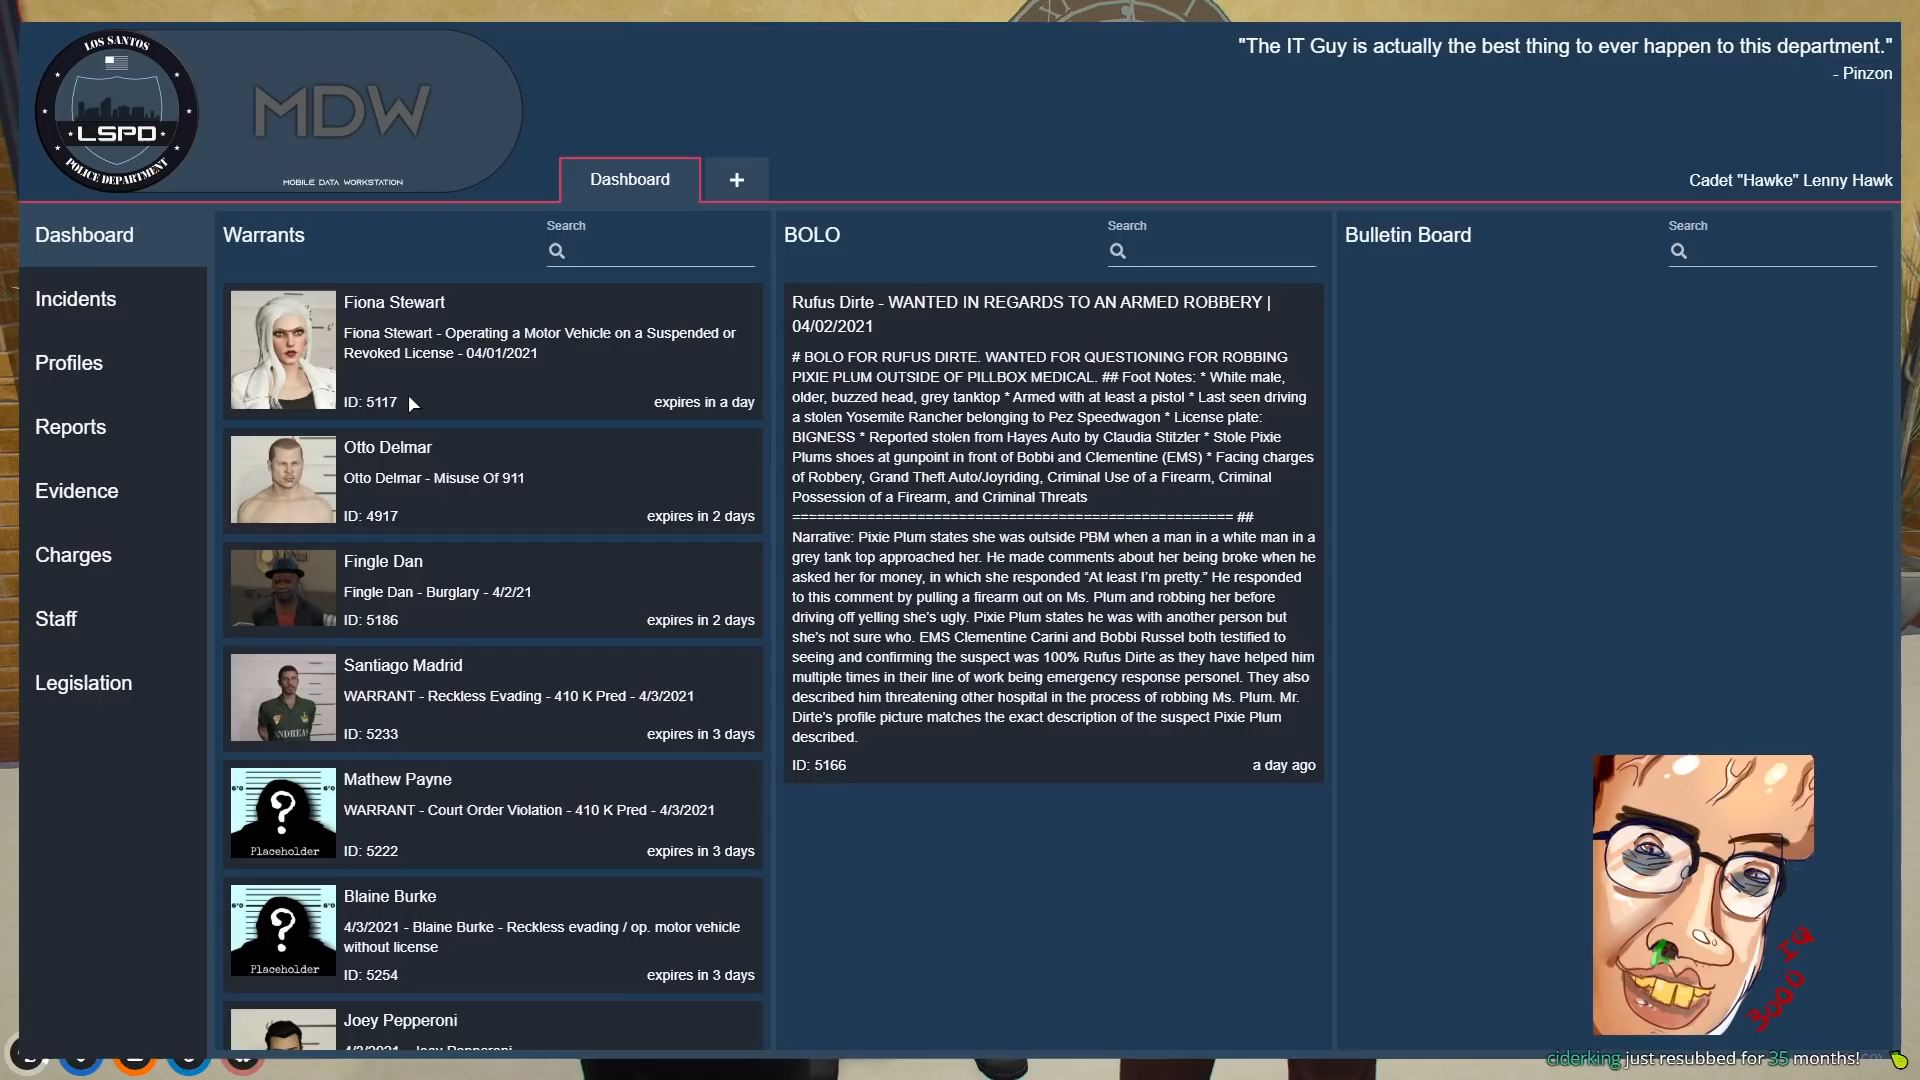 LOS SANTOS
LSPD
POLICE DEPARTMENT
MDW
MOBILE DATA WORKSTATION
"The IT Guy is actually the best thing to ever happen to this department."
- Pinzon
Dashboard
+
Cadet "Hawke" Lenny Hawk
Dashboard
Incidents
Profiles
Reports
Evidence
Charges
Staff
Legislation
Warrants
Search
Fiona Stewart
Fiona Stewart - Operating a Motor Vehicle on a Suspended or
Revoked License - 04/01/2021
ID: 5117
expires in a day
Otto Delmar
Otto Delmar - Misuse Of 911
ID: 4917
expires in 2 days
Fingle Dan
Fingle Dan - Burglary - 4/2/21
ID: 5186
expires in 2 days
Santiago Madrid
WARRANT - Reckless Evading - 410 K Pred - 4/3/2021
ID: 5233
expires in 3 days
Placeholder
Mathew Payne
WARRANT - Court Order Violation - 410 K Pred - 4/3/2021
ID: 5222
expires in 3 days
Placeholder
Blaine Burke
4/3/2021 - Blaine Burke - Reckless evading / op. motor vehicle
without license
ID: 5254
expires in 3 days
Joey Pepperoni
4/3/2021 - Joey Pepperoni
BOLO
Search
Rufus Dirte - WANTED IN REGARDS TO AN ARMED ROBBERY |
04/02/2021
# BOLO FOR RUFUS DIRTE. WANTED FOR QUESTIONING FOR ROBBING
PIXIE PLUM OUTSIDE OF PILLBOX MEDICAL. ## Foot Notes: * White male,
older, buzzed head, grey tanktop * Armed with at least a pistol * Last seen driving
a stolen Yosemite Rancher belonging to Pez Speedwagon * License plate:
BIGNESS * Reported stolen from Hayes Auto by Claudia Stitzler * Stole Pixie
Plums shoes at gunpoint in front of Bobbi and Clementine (EMS) * Facing charges
of Robbery, Grand Theft Auto/Joyriding, Criminal Use of a Firearm, Criminal
Possession of a Firearm, and Criminal Threats
===================================================== ##
Narrative: Pixie Plum states she was outside PBM when a man in a white man in a
grey tank top approached her. He made comments about her being broke when he
asked her for money, in which she responded “At least I’m pretty.” He responded
to this comment by pulling a firearm out on Ms. Plum and robbing her before
driving off yelling she’s ugly. Pixie Plum states he was with another person but
she’s not sure who. EMS Clementine Carini and Bobbi Russel both testified to
seeing and confirming the suspect was 100% Rufus Dirte as they have helped him
multiple times in their line of work being emergency response personel. They also
described him threatening other hospital in the process of robbing Ms. Plum. Mr.
Dirte’s profile picture matches the exact description of the suspect Pixie Plum
described.
ID: 5166
a day ago
Bulletin Board
Search
3000 IQ
ciderking just resubbed for 35 months!